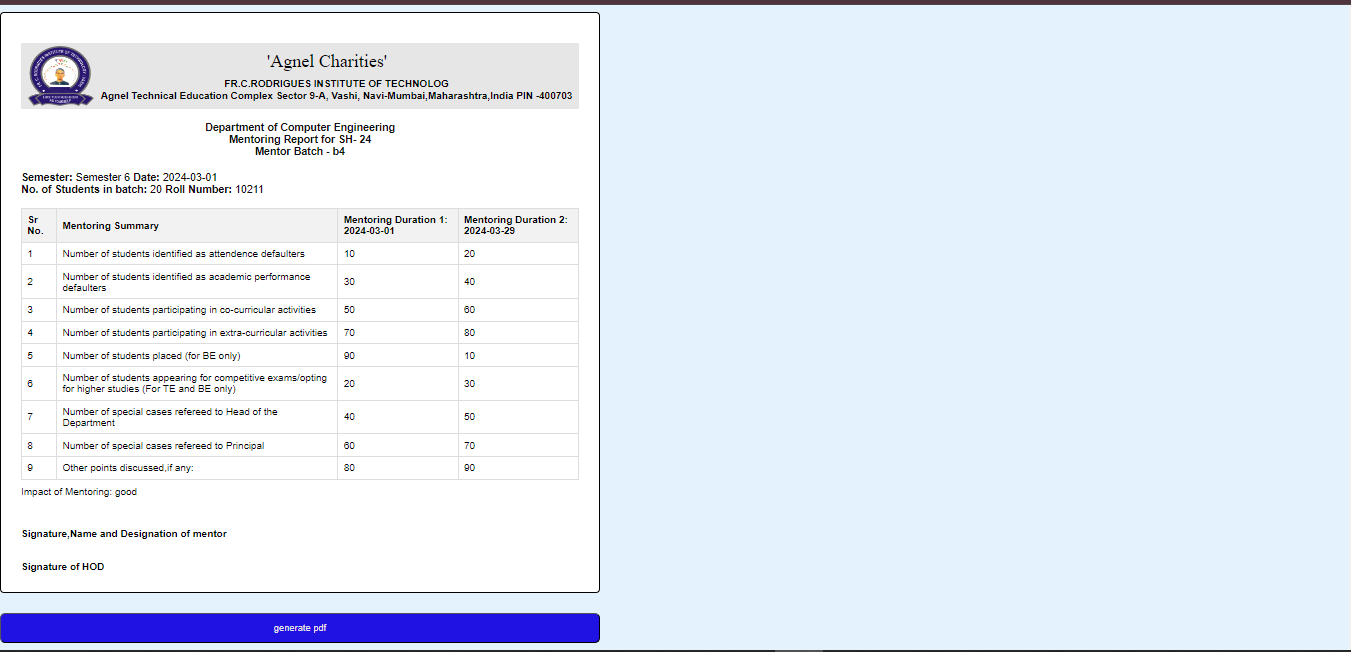 'Agnel Charities'
FR.C.RODRIGUES INSTITUTE OF TECHNOLOG
Agnel Technical Education Complex Sector 9-A, Vashi, Navi-Mumbai,Maharashtra,India PIN -400703
Department of Computer Engineering
Mentoring Report for SH- 24
Mentor Batch - b4
Semester: Semester 6 Date: 2024-03-01
No. of Students in batch: 20 Roll Number: 10211
Sr No. Mentoring Summary Mentoring Duration 1: 2024-03-01 Mentoring Duration 2: 2024-03-29
1 Number of students identified as attendence defaulters 10 20
2 Number of students identified as academic performance defaulters 30 40
3 Number of students participating in co-curricular activities 50 60
4 Number of students participating in extra-curricular activities 70 80
5 Number of students placed (for BE only) 90 10
6 Number of students appearing for competitive exams/opting for higher studies (For TE and BE only) 20 30
7 Number of special cases refereed to Head of the Department 40 50
8 Number of special cases refereed to Principal 60 70
9 Other points discussed,if any: 80 90
Impact of Mentoring: good
Signature,Name and Designation of mentor
Signature of HOD
generate pdf